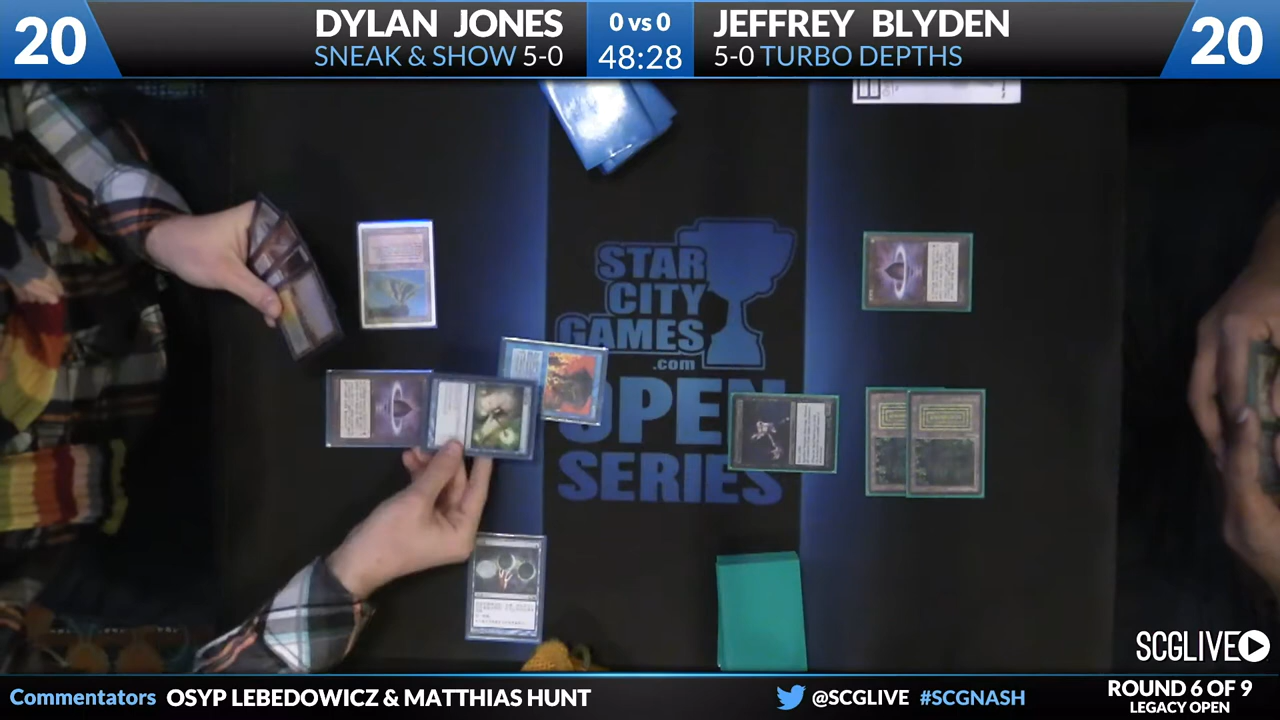 20
DYLAN JONES
SNEAK & SHOW 5-0
0 vs 0
48:28
JEFFREY BLYDEN
5-0 TURBO DEPTHS
20
STAR
CITY
GAMES
.com
OPEN
SERIES
SCGLIVE
Commentators OSYP LEBEDOWICZ & MATTHIAS HUNT
@SCGLIVE #SCGNASH
ROUND 6 OF 9
LEGACY OPEN